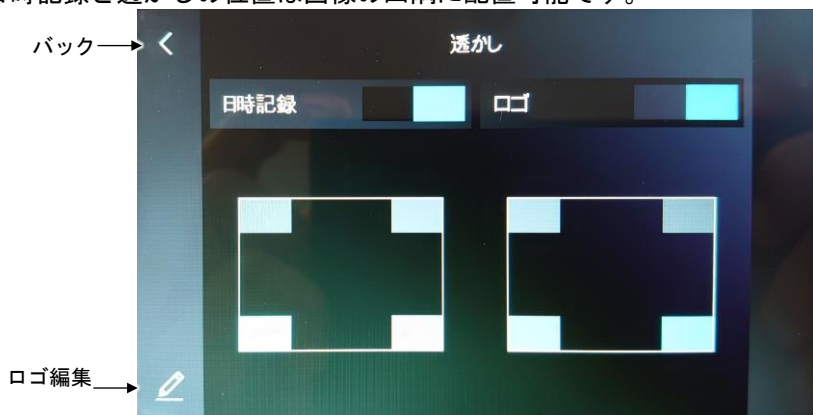 日時記録と透かしの位置は画像の四隅に配置可能です。
バック
透かし
日時記録
ロゴ
ロゴ編集